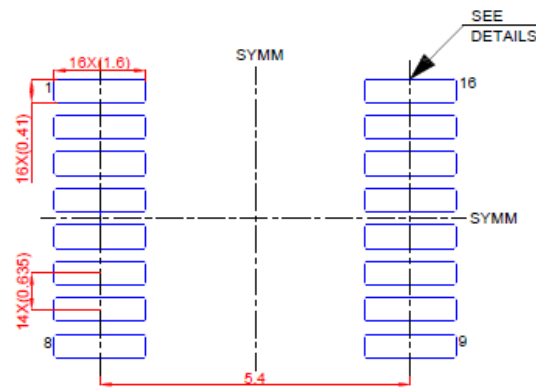 SEE
DETAILS
16X(1.6)
SYMM
1
16
16X(0.41)
SYMM
14X(0.635)
8
9
5.4